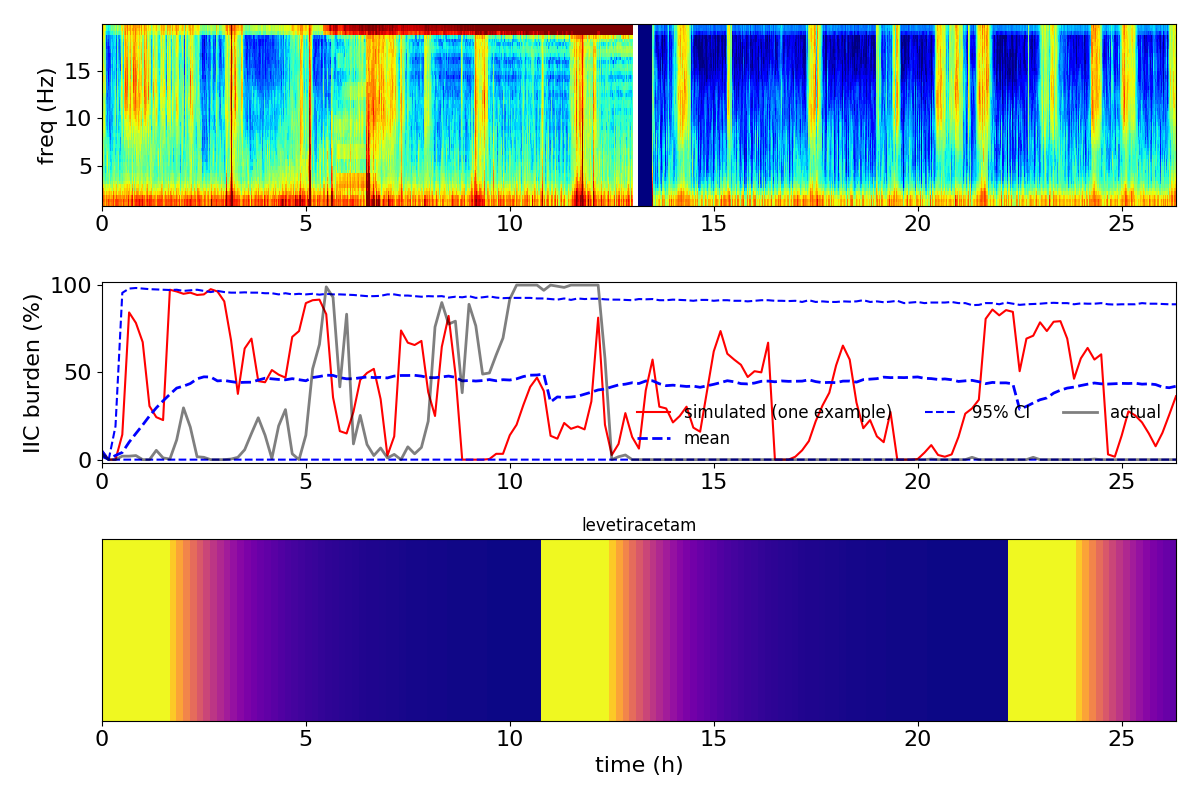 freq (Hz)
15
10
5
0 5 10 15 20 25
IIC burden (%)
100
50
0
simulated (one example) 95% CI actual
mean
0 5 10 15 20 25
levetiracetam
0 5 10 15 20 25
time (h)